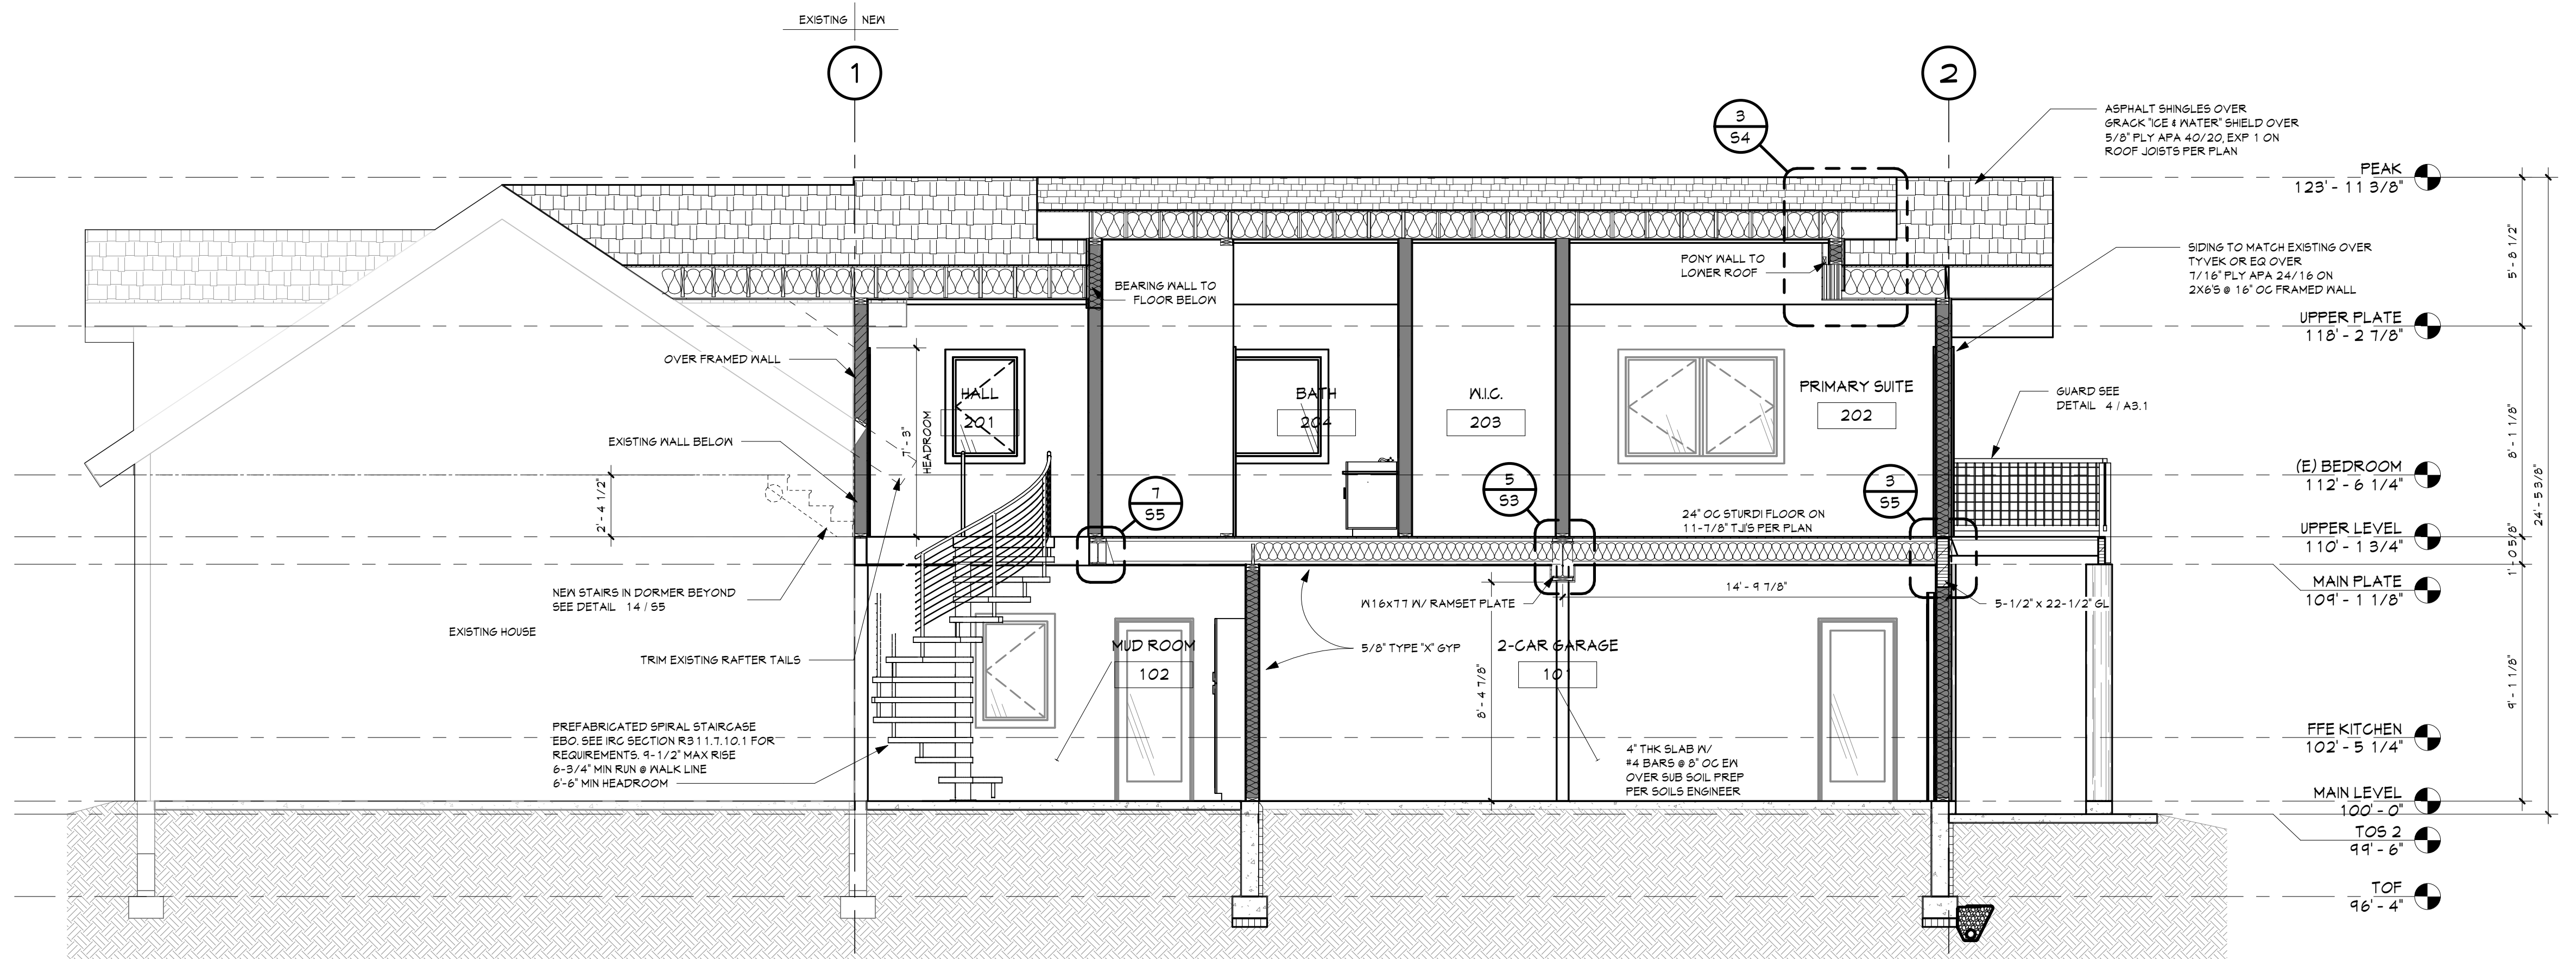 EXISTING NEW
1
2
3
S4
ASPHALT SHINGLES OVER
GRACK "ICE & WATER" SHIELD OVER
5/8" PLY APA 40/20, EXP 1 ON
ROOF JOISTS PER PLAN
PEAK
123' - 11 3/8"
SIDING TO MATCH EXISTING OVER
TYVEK OR EQ OVER
7/16" PLY APA 24/16 ON
2X6'S @ 16" OC FRAMED WALL
5' - 8 1/2"
PONY WALL TO
LOWER ROOF
BEARING WALL TO
FLOOR BELOW
UPPER PLATE
118' - 2 7/8"
OVER FRAMED WALL
HALL
201
BATH
204
W.I.C.
203
PRIMARY SUITE
202
GUARD SEE
DETAIL 4 / A3.1
7' - 3"
HEADROOM
EXISTING WALL BELOW
8' - 1 1/8"
(E) BEDROOM
112' - 6 1/4"
24' - 5 3/8"
2' - 4 1/2"
7
S5
5
S3
3
S5
24" OC STURDI FLOOR ON
11-7/8" TJI'S PER PLAN
UPPER LEVEL
110' - 1 3/4"
1' - 0 5/8"
NEW STAIRS IN DORMER BEYOND
SEE DETAIL 14 / S5
W16x77 W/ RAMSET PLATE
14' - 9 7/8"
5-1/2" x 22-1/2" GL
MAIN PLATE
109' - 1 1/8"
EXISTING HOUSE
TRIM EXISTING RAFTER TAILS
MUD ROOM
102
5/8" TYPE "X" GYP
2-CAR GARAGE
101
8' - 4 7/8"
9' - 1 1/8"
PREFABRICATED SPIRAL STAIRCASE
EBO. SEE IRC SECTION R311.7.10.1 FOR
REQUIREMENTS. 9-1/2" MAX RISE
6-3/4" MIN RUN @ WALK LINE
6'-6" MIN HEADROOM
4" THK SLAB W/
#4 BARS @ 8" OC EW
OVER SUB SOIL PREP
PER SOILS ENGINEER
FFE KITCHEN
102' - 5 1/4"
MAIN LEVEL
100' - 0"
TOS 2
99' - 6"
TOF
96' - 4"